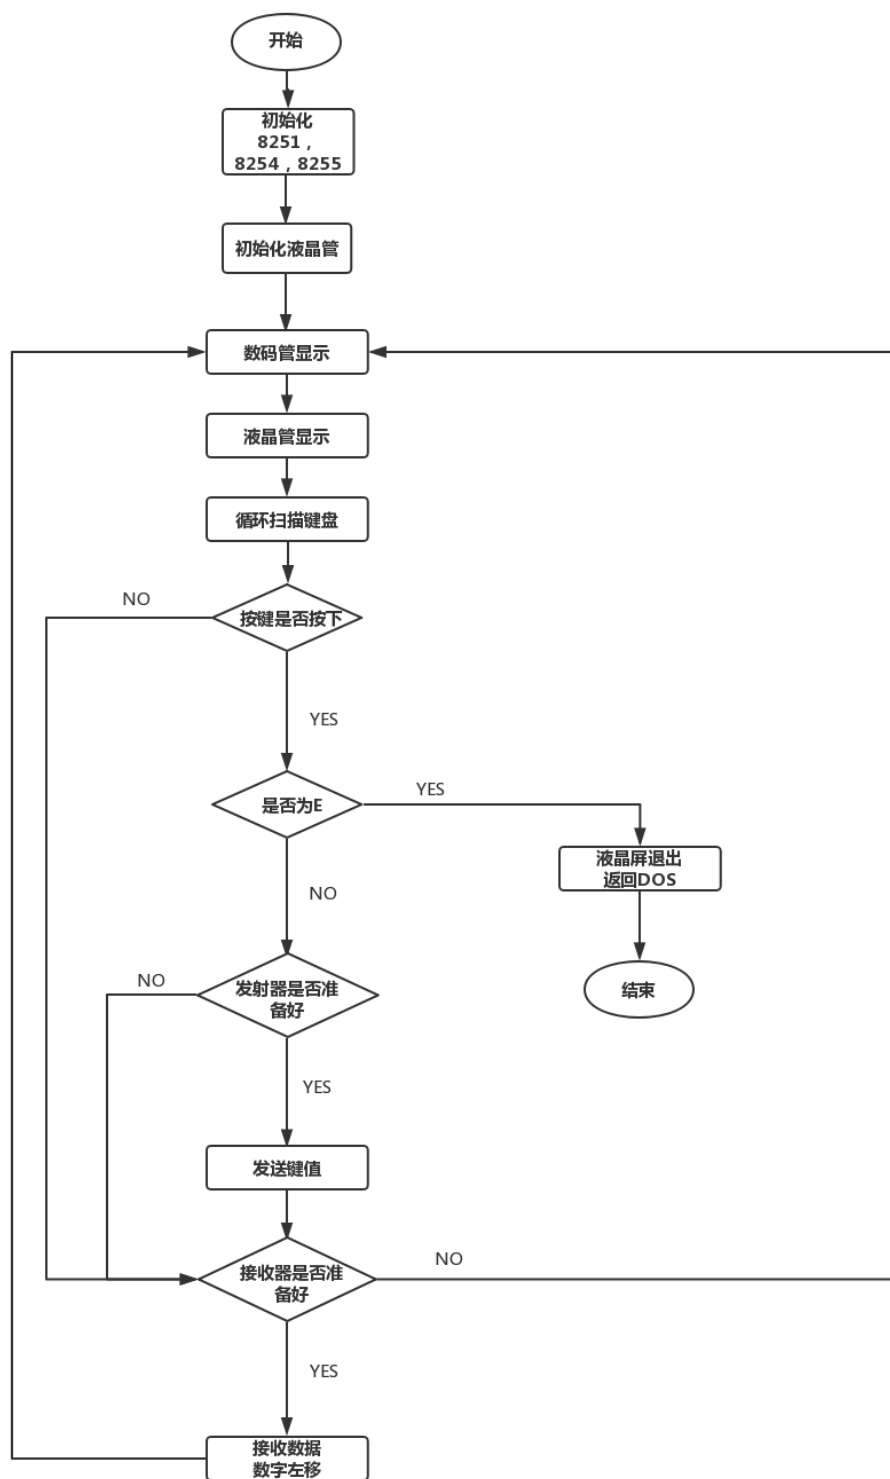 开始
初始化
8251，
8254，8255
初始化液晶管
数码管显示
液晶管显示
循环扫描键盘
NO
按键是否按下
YES
是否为E
YES
液晶屏退出
返回DOS
NO
NO
发射器是否准
备好
结束
YES
发送键值
接收器是否准
备好
NO
YES
接收数据
数字左移